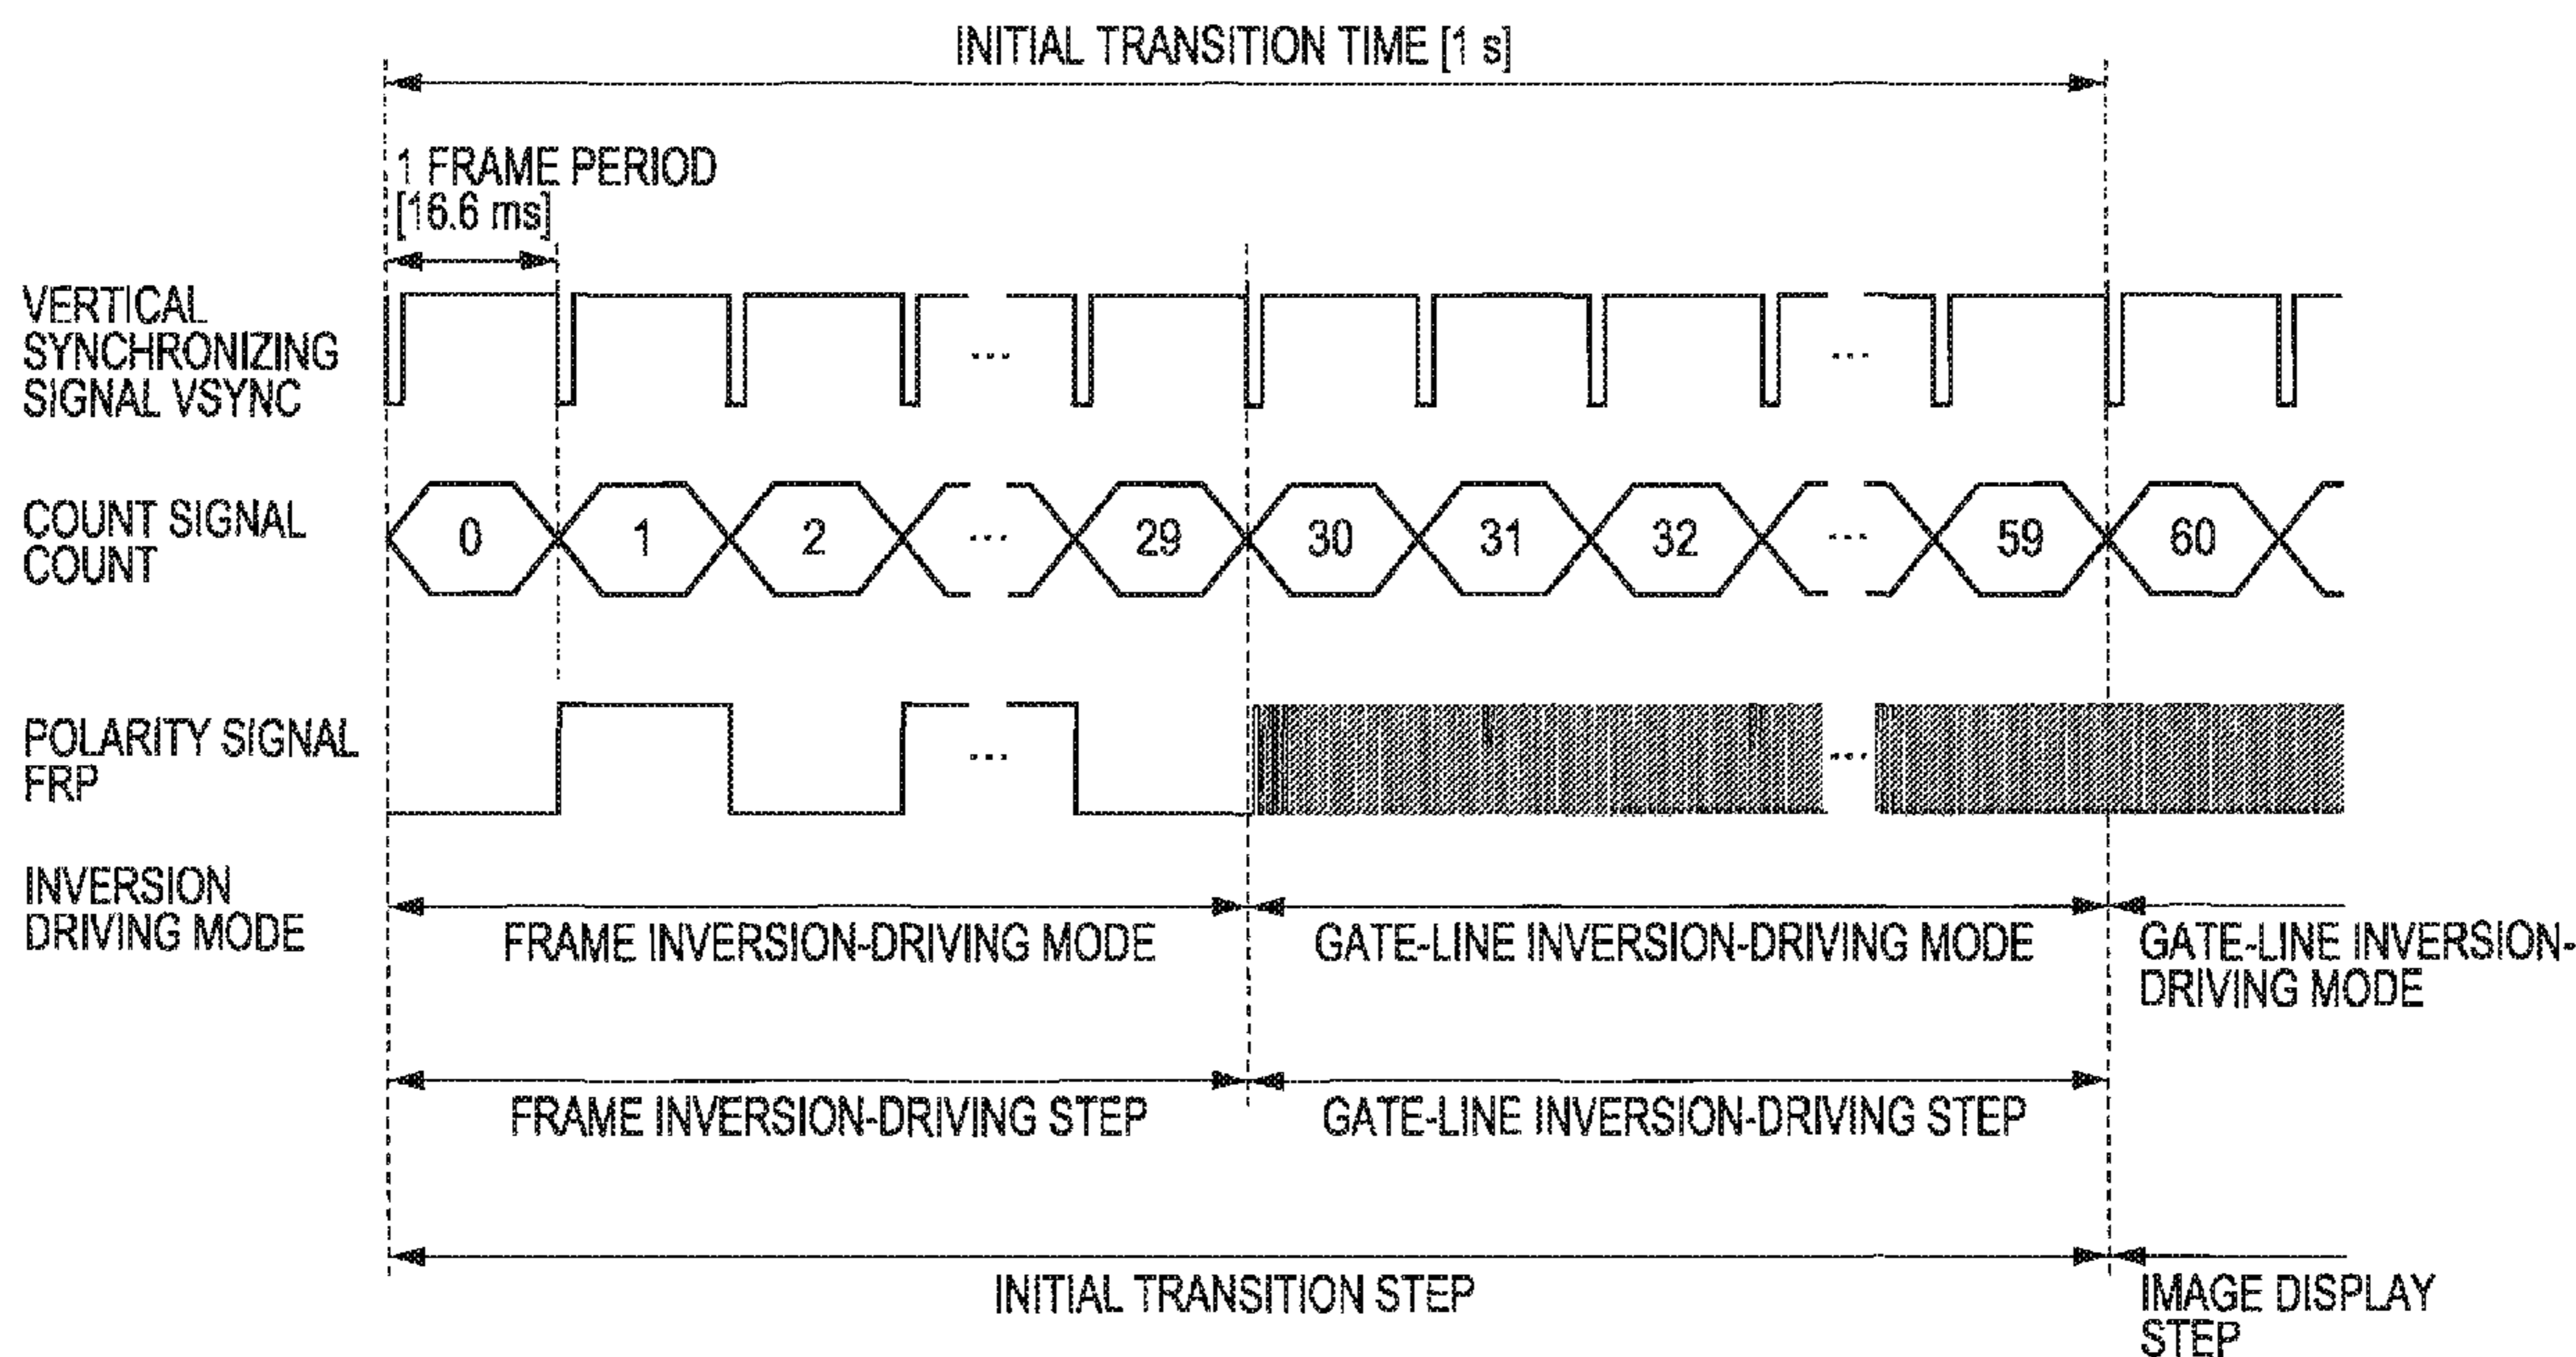 INITIAL TRANSITION TIME [1 s]
1 FRAME PERIOD
[16.6 ms]
VERTICAL
SYNCHRONIZING
SIGNAL VSYNC
...
...
COUNT SIGNAL
COUNT
0 1 2 ... 29 30 31 32 ... 59 60
POLARITY SIGNAL
FRP
...
...
INVERSION
DRIVING MODE
FRAME INVERSION-DRIVING MODE
GATE-LINE INVERSION-DRIVING MODE
GATE-LINE INVERSION-
DRIVING MODE
FRAME INVERSION-DRIVING STEP
GATE-LINE INVERSION-DRIVING STEP
INITIAL TRANSITION STEP
IMAGE DISPLAY
STEP